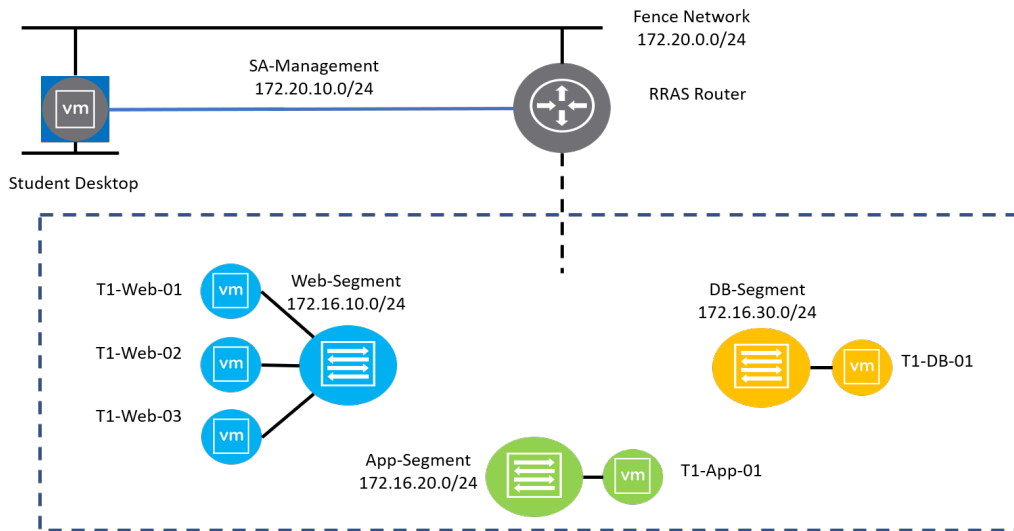 Fence Network
172.20.0.0/24
SA-Management
172.20.10.0/24
RRAS Router
vm
Student Desktop
T1-Web-01
vm
Web-Segment
172.16.10.0/24
DB-Segment
172.16.30.0/24
T1-Web-02
vm
vm
T1-DB-01
T1-Web-03
vm
App-Segment
172.16.20.0/24
vm
T1-App-01